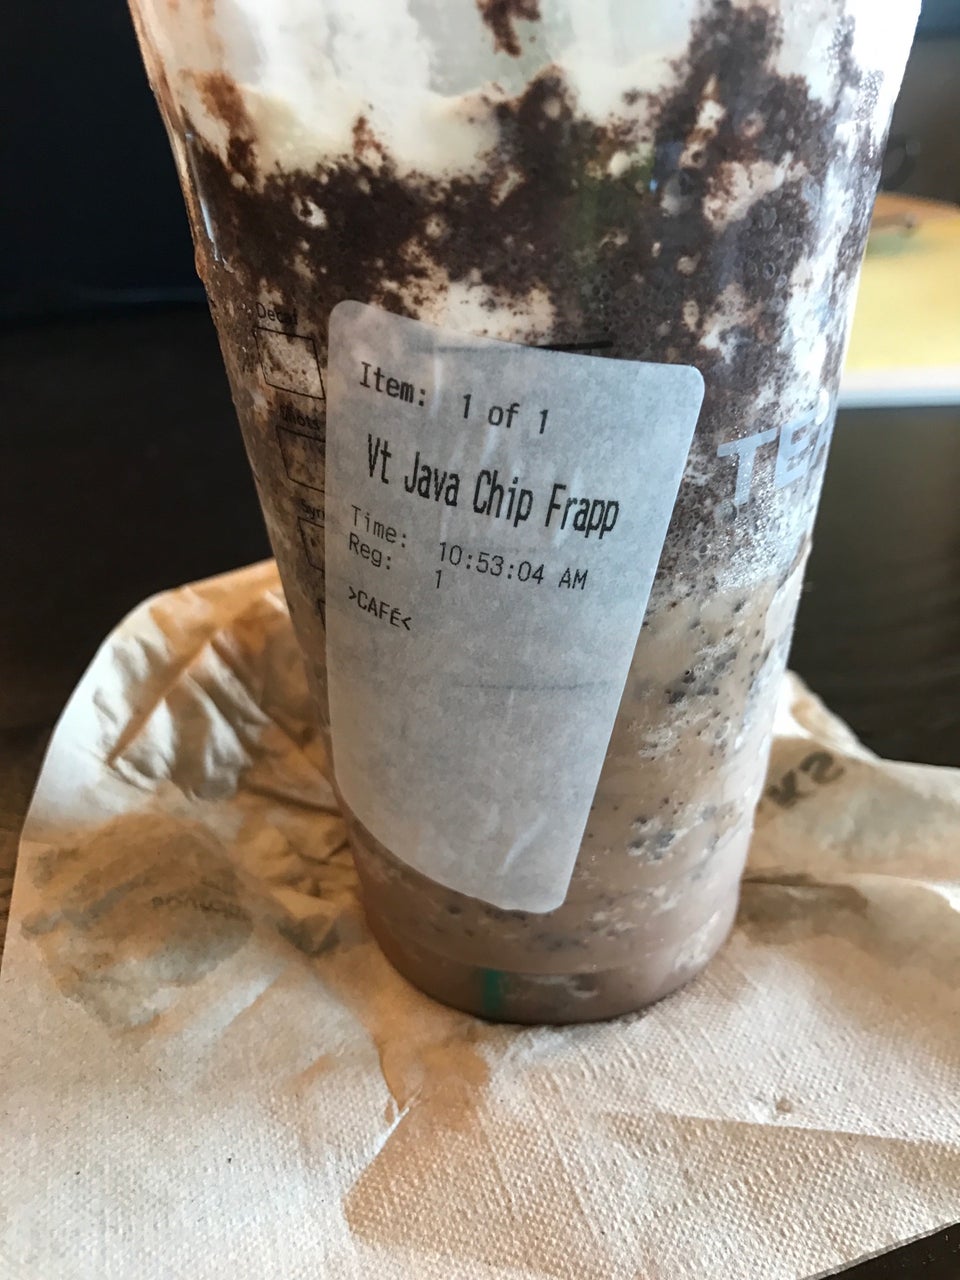 Decaf
Shots
Item: 1 of 1
Vt Java Chip Frapp
Time: 10:53:04 AM
Reg: 1
>CAFÉ<